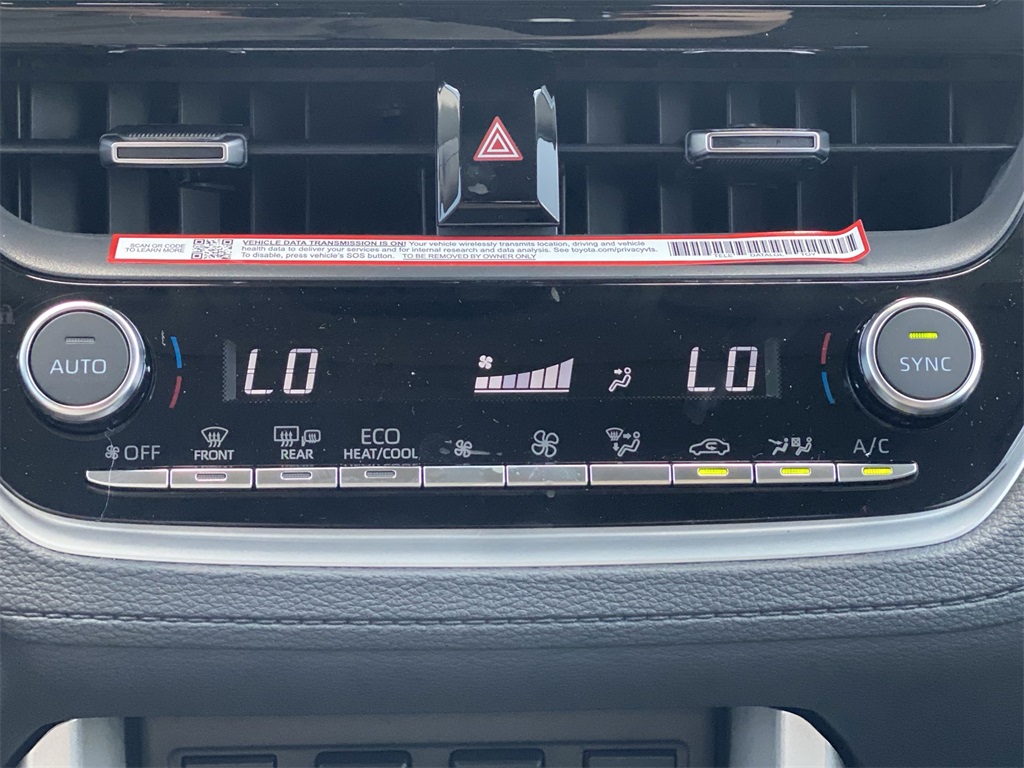 SCAN QR CODE
TO LEARN MORE
VEHICLE DATA TRANSMISSION IS ON! Your vehicle wirelessly transmits location, driving and vehicle
health data to deliver your services and for internal research and data analysis. See toyota.com/privacyvts.
To disable, press vehicle's SOS button. TO BE REMOVED BY OWNER ONLY
AUTO
LO
LO
SYNC
OFF
FRONT
REAR
ECO
HEAT/COOL
A/C